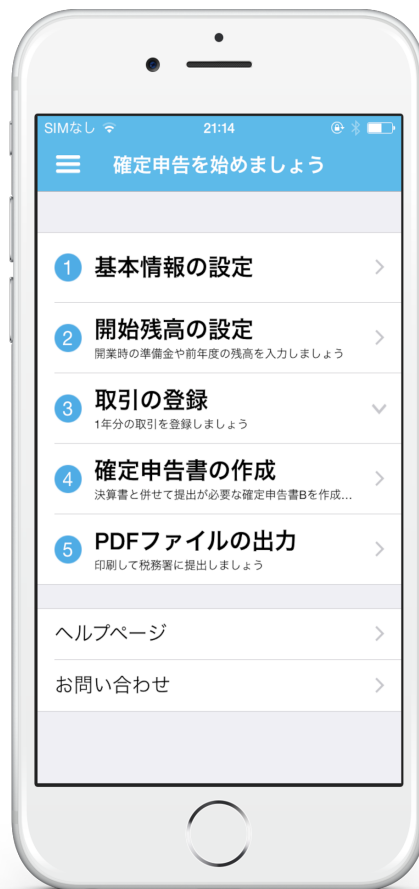 SIMなし 21:14
確定申告を始めましょう
1 基本情報の設定
2 開始残高の設定
開業時の準備金や前年度の残高を入力しましょう
3 取引の登録
1年分の取引を登録しましょう
4 確定申告書の作成
決算書と併せて提出が必要な確定申告書Bを作成...
5 PDFファイルの出力
印刷して税務署に提出しましょう
ヘルプページ
お問い合わせ